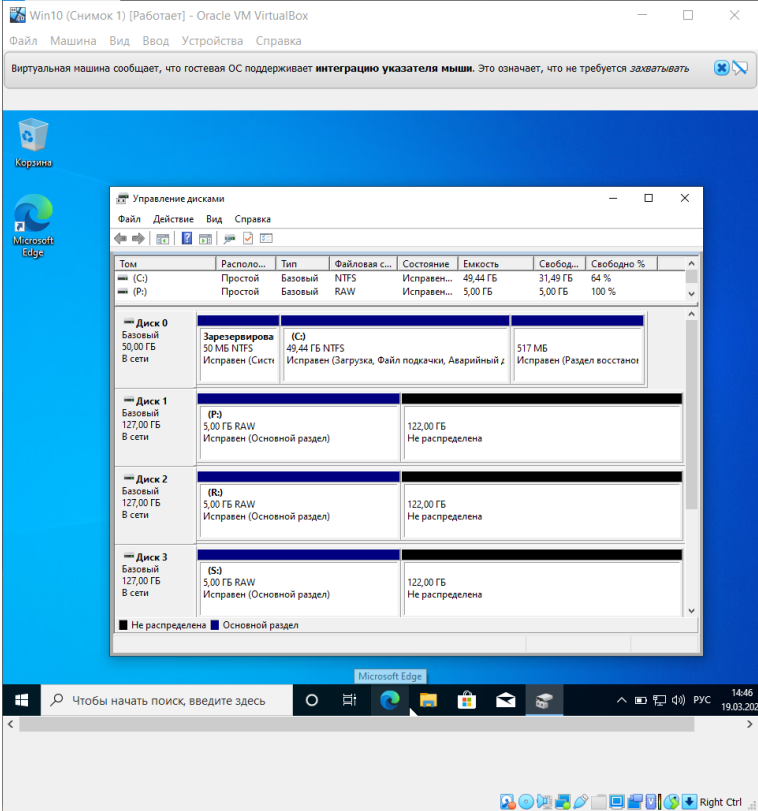 Win10 (Снимок 1) [Работает] - Oracle VM VirtualBox
Файл Машина Вид Ввод Устройства Справка
Виртуальная машина сообщает, что гостевая ОС поддерживает интеграцию указателя мыши. Это означает, что не требуется захватывать
Корзина
Microsoft
Edge
Управление дисками
Файл Действие Вид Справка
Том Располо... Тип Файловая с... Состояние Емкость Свобод... Свободно %
(C:) Простой Базовый NTFS Исправен... 49,44 ГБ 31,49 ГБ 64 %
(P:) Простой Базовый RAW Исправен... 5,00 ГБ 5,00 ГБ 100 %
Диск 0
Базовый
50,00 ГБ
В сети
Зарезервирова
50 МБ NTFS
Исправен (Систе
(C:)
49,44 ГБ NTFS
Исправен (Загрузка, Файл подкачки, Аварийный д
517 МБ
Исправен (Раздел восстанов
Диск 1
Базовый
127,00 ГБ
В сети
(P:)
5,00 ГБ RAW
Исправен (Основной раздел)
122,00 ГБ
Не распределена
Диск 2
Базовый
127,00 ГБ
В сети
(R:)
5,00 ГБ RAW
Исправен (Основной раздел)
122,00 ГБ
Не распределена
Диск 3
Базовый
127,00 ГБ
В сети
(S:)
5,00 ГБ RAW
Исправен (Основной раздел)
122,00 ГБ
Не распределена
Не распределена Основной раздел
Microsoft Edge
Чтобы начать поиск, введите здесь
РУС
14:46
19.03.202
Right Ctrl